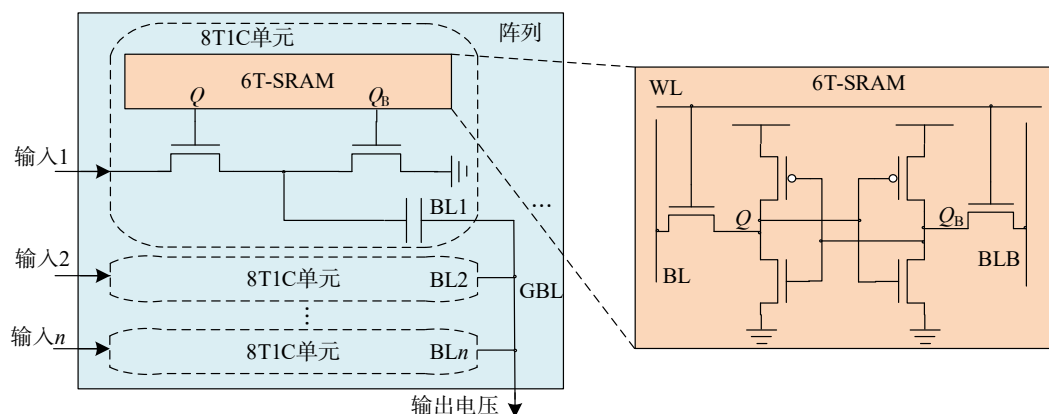 阵列
8T1C单元
6T-SRAM
Q
QB
输入1
BL1
...
输入2
8T1C单元
BL2
GBL
⋮
输入n
8T1C单元
BLn
输出电压
6T-SRAM
WL
Q
QB
BL
BLB